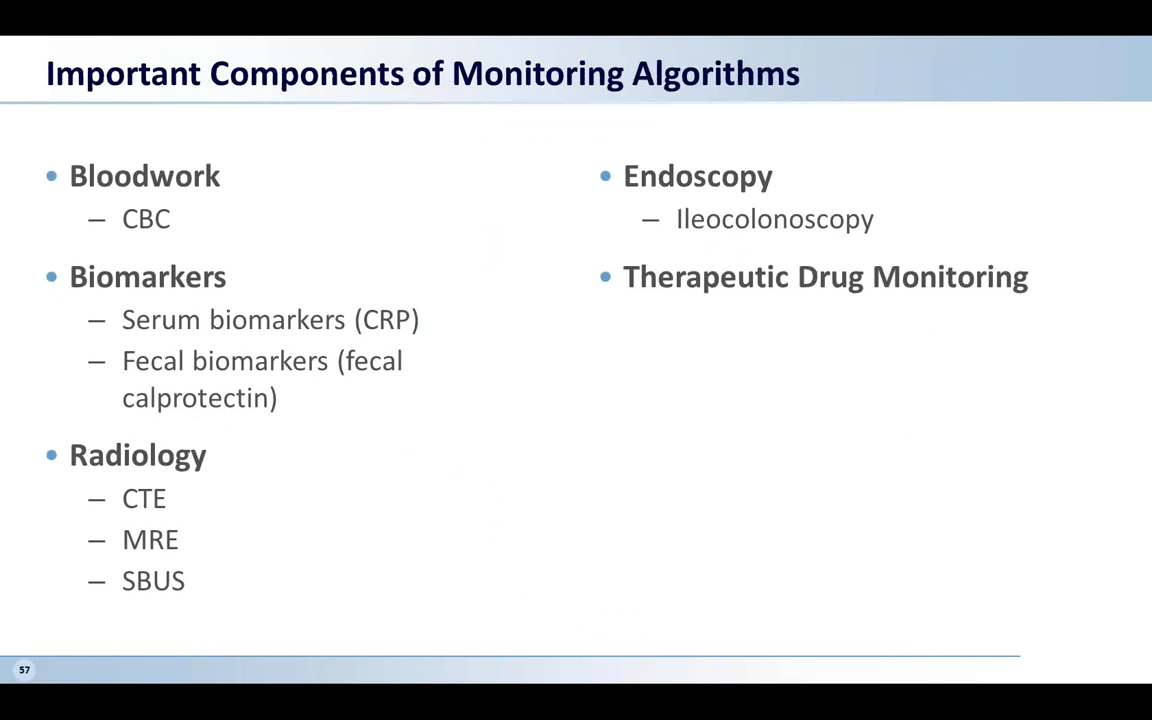 Important Components of Monitoring Algorithms
• Bloodwork
– CBC
• Biomarkers
– Serum biomarkers (CRP)
– Fecal biomarkers (fecal
calprotectin)
• Radiology
– CTE
– MRE
– SBUS
• Endoscopy
– Ileocolonoscopy
• Therapeutic Drug Monitoring
57